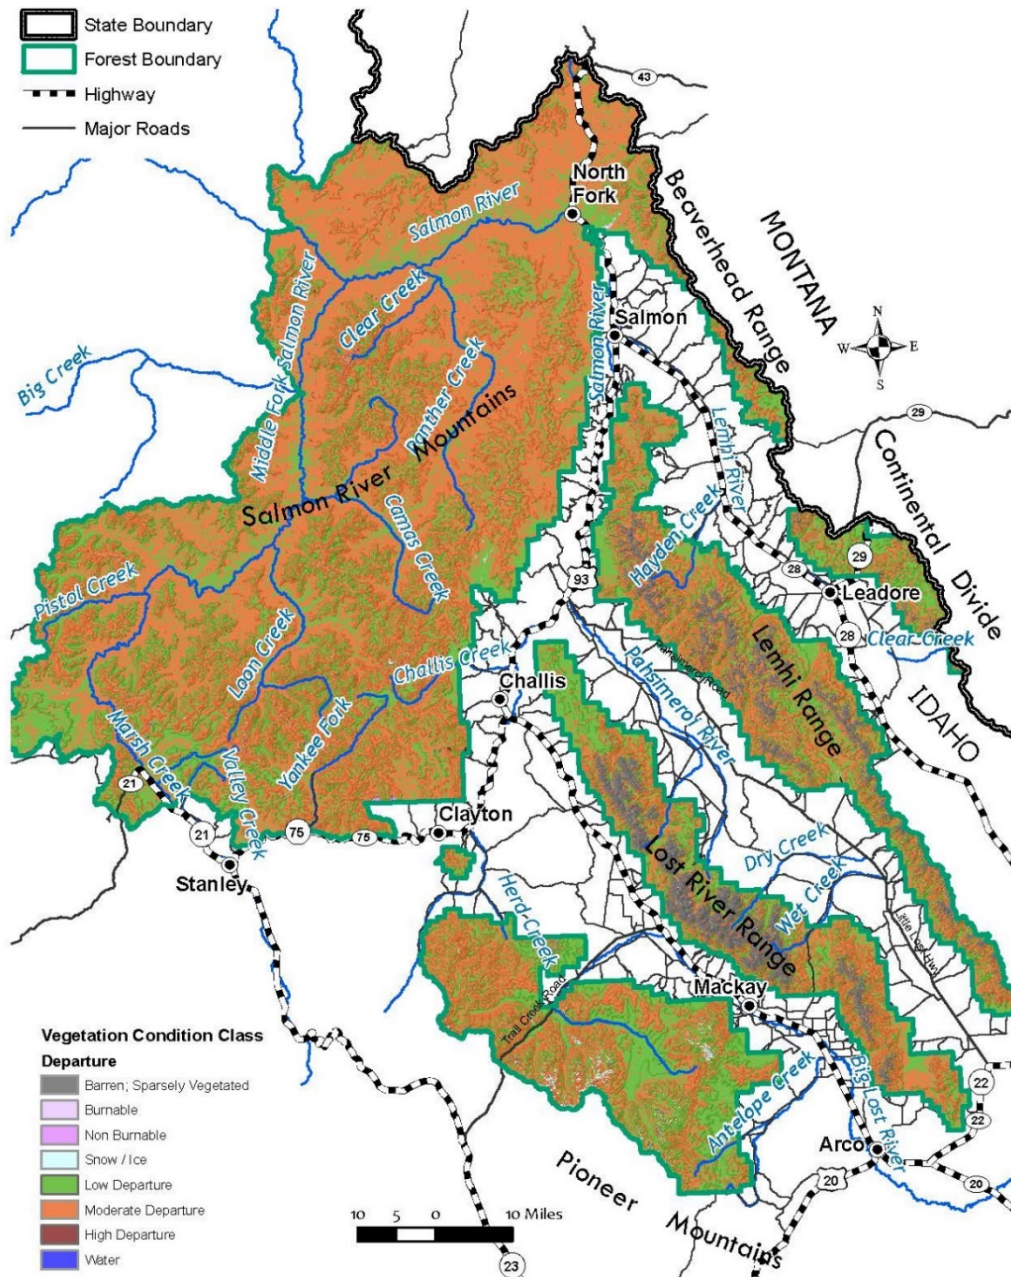 State Boundary
Forest Boundary
Highway
Major Roads
43
North
Fork
Salmon River
Beaverhead Range
MONTANA
N
W E
S
Clear Creek
Salmon River
Salmon
Big Creek
Middle Fork Salmon River
Panther Creek
Lemhi River
29
Continental
Divide
Salmon River Mountains
Camas Creek
Hayden Creek
Pistol Creek
93
28
29
Leadore
28
Clear Creek
Loon Creek
Challis Creek
Challis
Pahsimeroi River
Road
Lemhi Range
IDAHO
Marsh Creek
Valley Creek
Yankee Fork
21
21
75
75
Clayton
Stanley
Lost River Range
Dry Creek
Wet Creek
Herd Creek
Little Lost Hwy
Mackay
Trail Creek Road
Antelope Creek
Big Lost River
22
22
Arco
20
20
Pioneer
Mountains
23
Vegetation Condition Class
Departure
Barren; Sparsely Vegetated
Burnable
Non Burnable
Snow / Ice
Low Departure
Moderate Departure
High Departure
Water
10 5 0 10 Miles